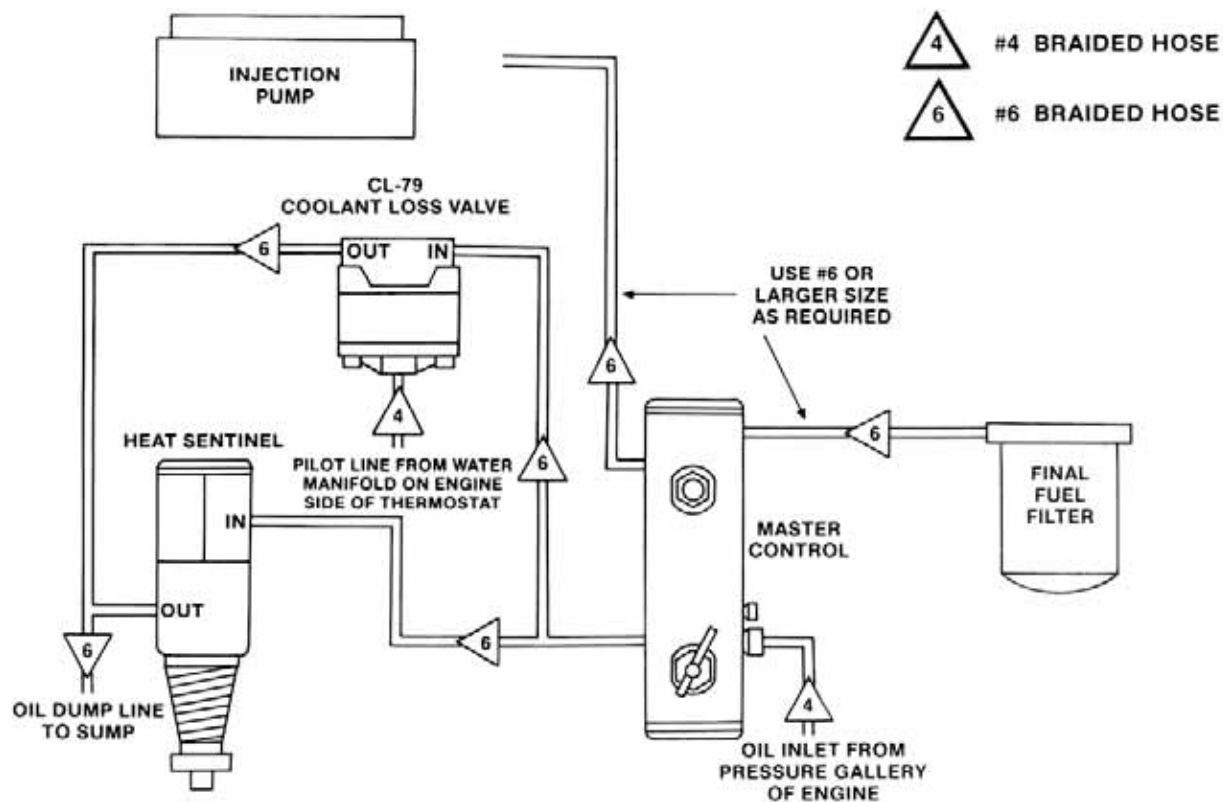 INJECTION
PUMP
4
#4 BRAIDED HOSE
6
#6 BRAIDED HOSE
CL-79
COOLANT LOSS VALVE
6
OUT
IN
USE #6 OR
LARGER SIZE
AS REQUIRED
6
4
6
6
HEAT SENTINEL
PILOT LINE FROM WATER
MANIFOLD ON ENGINE
SIDE OF THERMOSTAT
FINAL
FUEL
FILTER
IN
MASTER
CONTROL
OUT
6
6
OIL DUMP LINE
TO SUMP
4
OIL INLET FROM
PRESSURE GALLERY
OF ENGINE